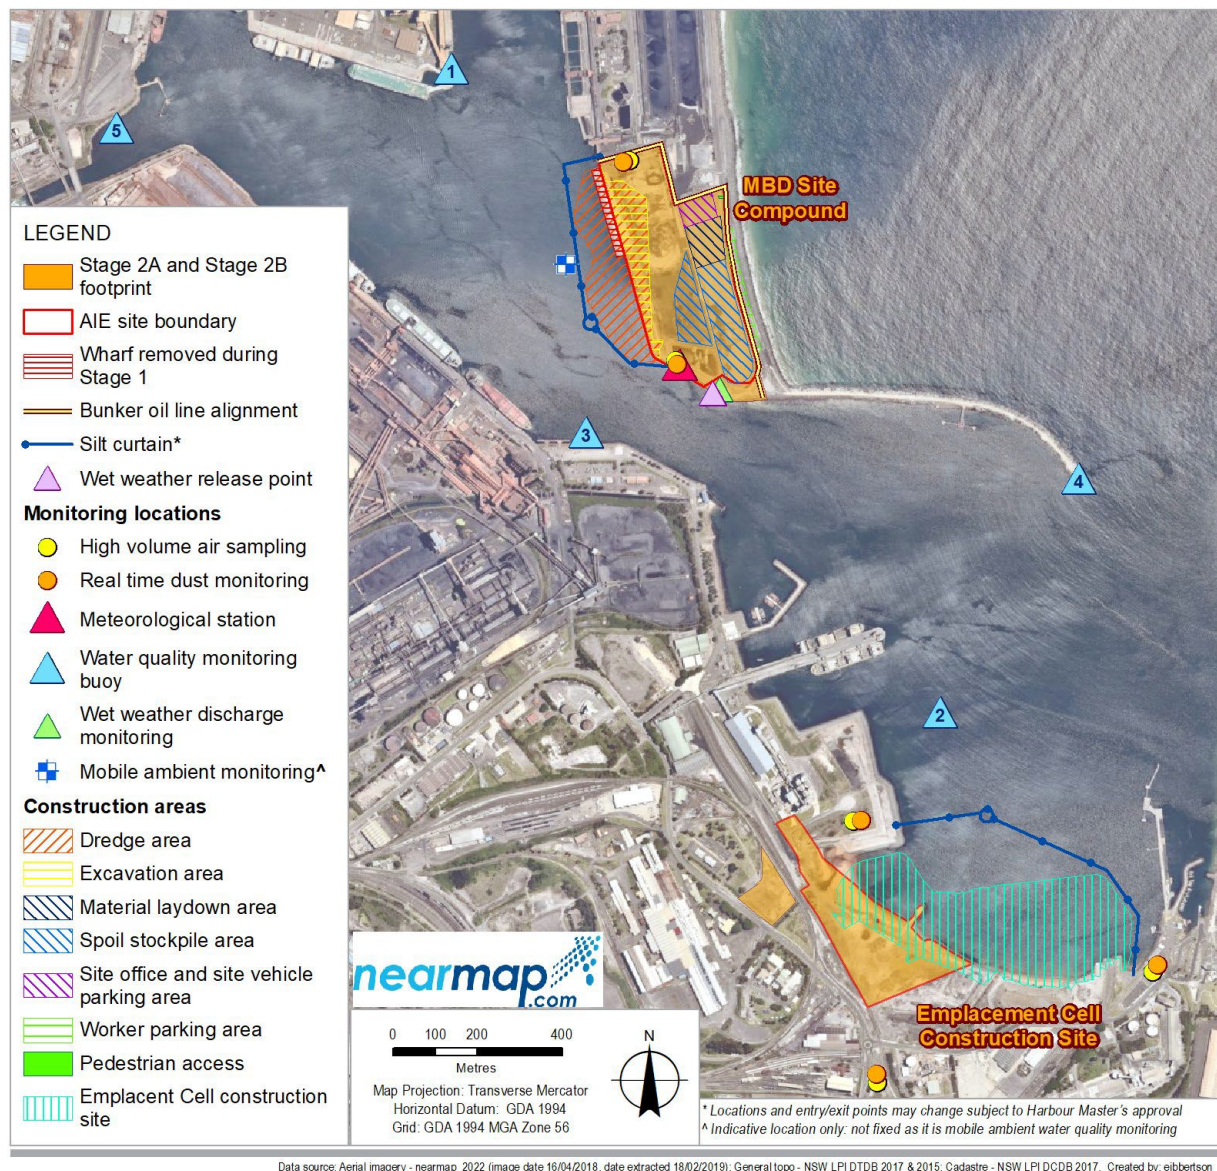 1
5
MBD Site
Compound
3
4
2
LEGEND
Stage 2A and Stage 2B
footprint
AIE site boundary
Wharf removed during
Stage 1
Bunker oil line alignment
Silt curtain*
Wet weather release point
Monitoring locations
High volume air sampling
Real time dust monitoring
Meteorological station
Water quality monitoring
buoy
Wet weather discharge
monitoring
Mobile ambient monitoring^
Construction areas
Dredge area
Excavation area
Material laydown area
Spoil stockpile area
Site office and site vehicle
parking area
Worker parking area
Pedestrian access
Emplacent Cell construction
site
nearmap
.com
Emplacement Cell
Construction Site
0 100 200 400
Metres
Map Projection: Transverse Mercator
Horizontal Datum: GDA 1994
Grid: GDA 1994 MGA Zone 56
N
* Locations and entry/exit points may change subject to Harbour Master's approval
^ Indicative location only: not fixed as it is mobile ambient water quality monitoring
Data source: Aerial imagery - nearmap 2022 (image date 16/04/2018, date extracted 18/02/2019); General topo - NSW LPI DTDB 2017 & 2015; Cadastre - NSW LPI DCDB 2017. Created by: eibbertson